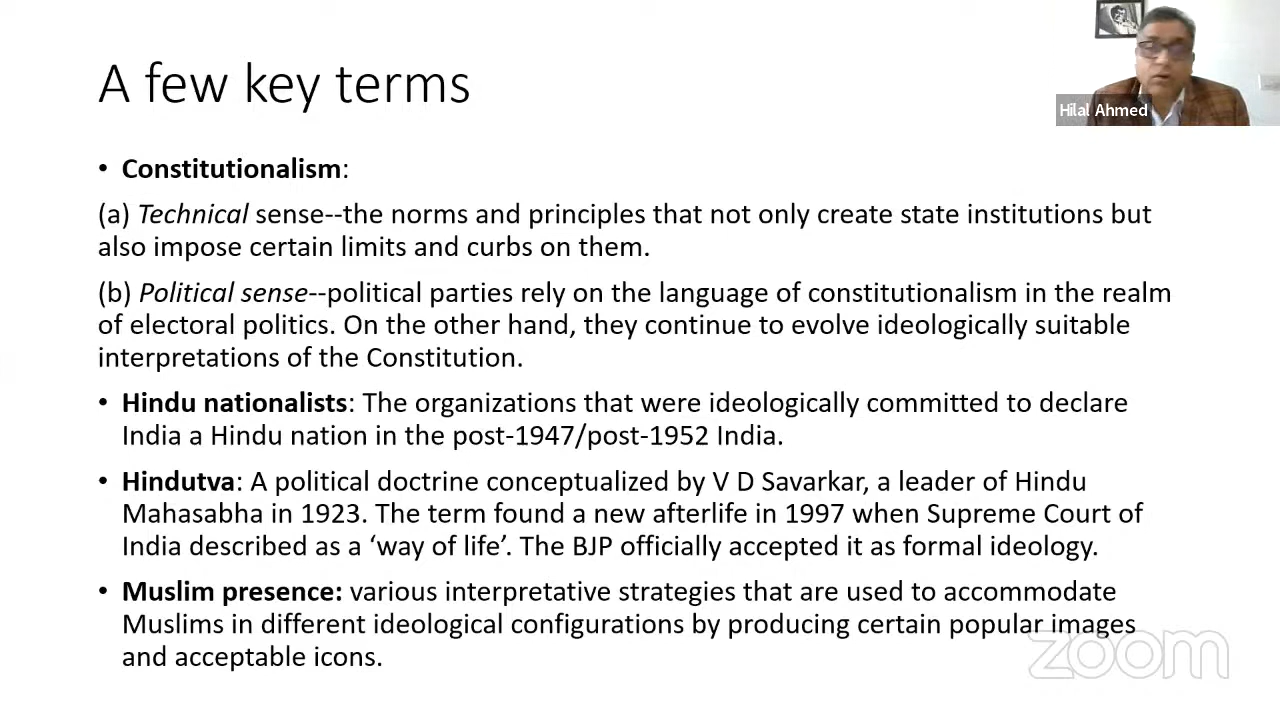 A few key terms
Hilal Ahmed
• Constitutionalism:
(a) Technical sense--the norms and principles that not only create state institutions but
also impose certain limits and curbs on them.
(b) Political sense--political parties rely on the language of constitutionalism in the realm
of electoral politics. On the other hand, they continue to evolve ideologically suitable
interpretations of the Constitution.
• Hindu nationalists: The organizations that were ideologically committed to declare
India a Hindu nation in the post-1947/post-1952 India.
• Hindutva: A political doctrine conceptualized by V D Savarkar, a leader of Hindu
Mahasabha in 1923. The term found a new afterlife in 1997 when Supreme Court of
India described as a ‘way of life’. The BJP officially accepted it as formal ideology.
• Muslim presence: various interpretative strategies that are used to accommodate
Muslims in different ideological configurations by producing certain popular images
and acceptable icons.
zoom